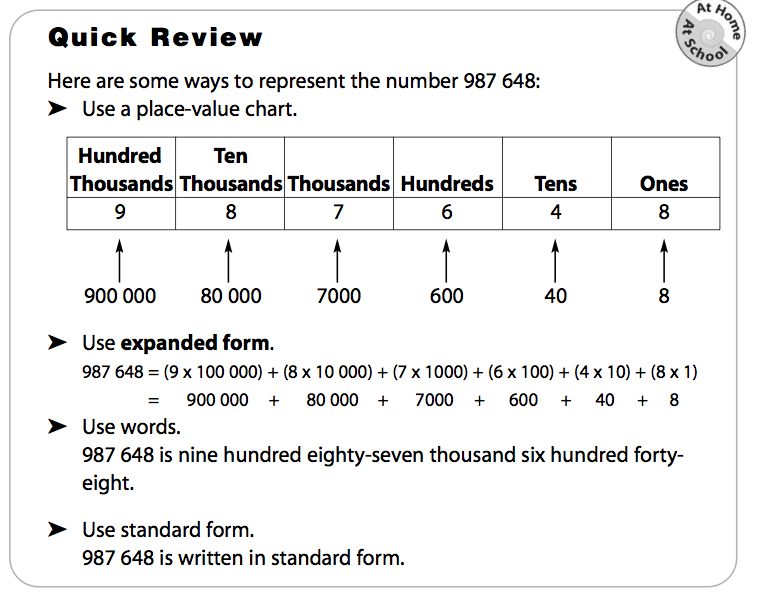 At Home
At School
Quick Review
Here are some ways to represent the number 987 648:
➤ Use a place-value chart.
Hundred Thousands Ten Thousands Thousands Hundreds Tens Ones
9 8 7 6 4 8
900 000 80 000 7000 600 40 8
➤ Use expanded form.
987 648 = (9 x 100 000) + (8 x 10 000) + (7 x 1000) + (6 x 100) + (4 x 10) + (8 x 1)
= 900 000 + 80 000 + 7000 + 600 + 40 + 8
➤ Use words.
987 648 is nine hundred eighty-seven thousand six hundred forty-
eight.
➤ Use standard form.
987 648 is written in standard form.